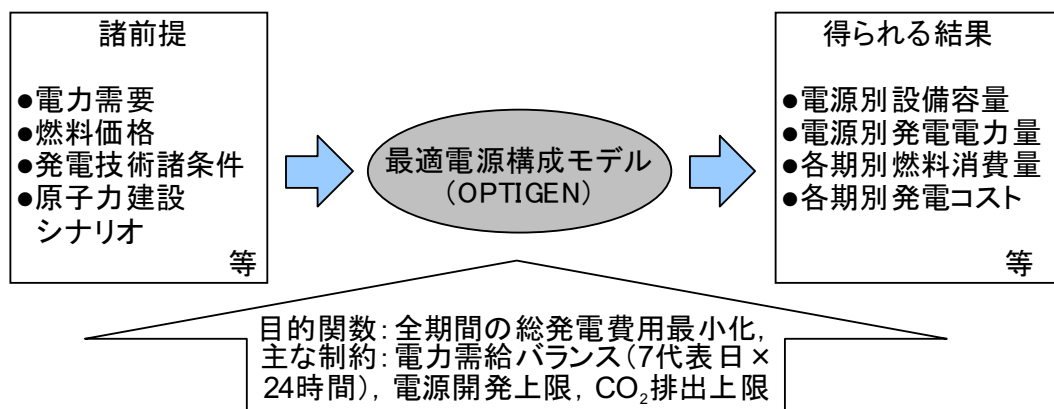 諸前提
●電力需要
●燃料価格
●発電技術諸条件
●原子力建設
シナリオ
等
最適電源構成モデル
(OPTIGEN)
得られる結果
●電源別設備容量
●電源別発電電力量
●各期別燃料消費量
●各期別発電コスト
等
目的関数：全期間の総発電費用最小化，
主な制約：電力需給バランス（7代表日×
24時間），電源開発上限，CO₂排出上限